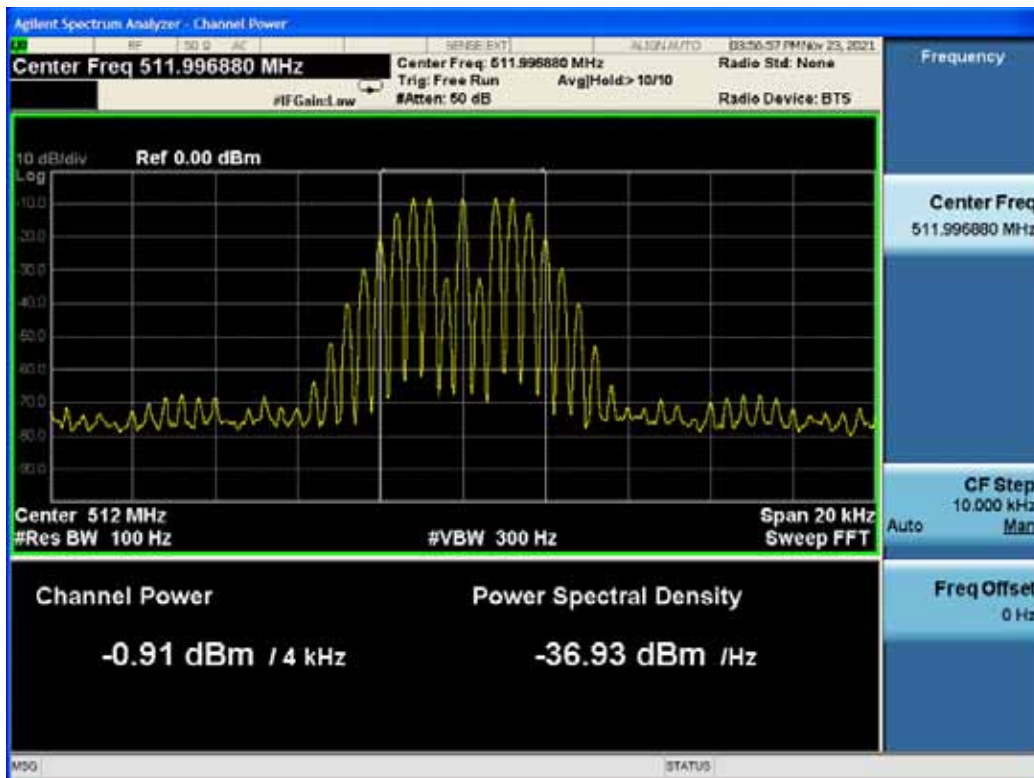 Agilent Spectrum Analyzer - Channel Power
RF 50 Ω AC SENSE:EXT ALIGN AUTO 03:56:57 PM Nov 23, 2021
Center Freq 511.996880 MHz Center Freq: 511.996880 MHz Radio Std: None Frequency
Trig: Free Run Avg|Hold:> 10/10
#IFGain:Low #Atten: 50 dB Radio Device: BTS
10 dB/div Ref 0.00 dBm
Log
-10.0
-20.0
-30.0
-40.0
-50.0
-60.0
-70.0
-80.0
-90.0
Center 512 MHz Span 20 kHz
#Res BW 100 Hz #VBW 300 Hz Sweep FFT
Channel Power Power Spectral Density
-0.91 dBm / 4 kHz -36.93 dBm /Hz
Center Freq
511.996880 MHz
CF Step
10.000 kHz
Auto Man
Freq Offset
0 Hz
MSG STATUS